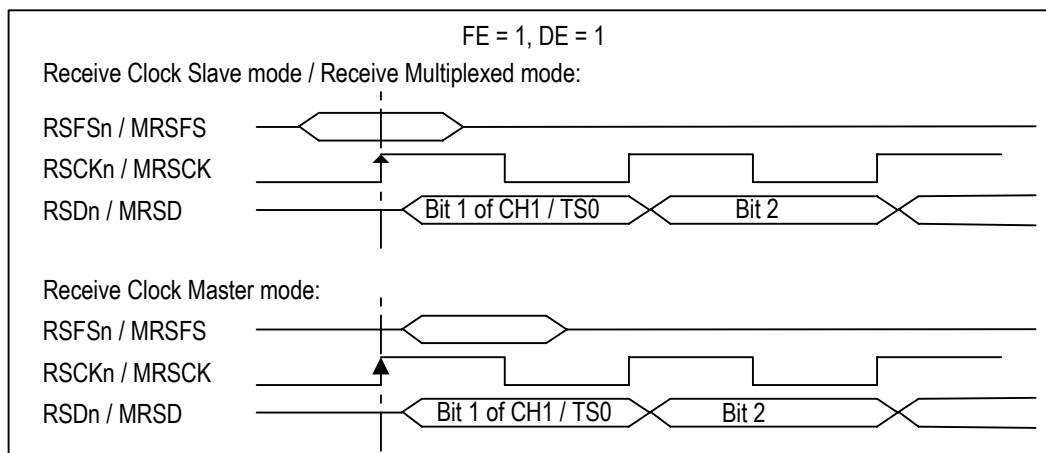 FE = 1, DE = 1
Receive Clock Slave mode / Receive Multiplexed mode:
RSFSn / MRSFS
RSCKn / MRSCK
RSDn / MRSD Bit 1 of CH1 / TS0 Bit 2
Receive Clock Master mode:
RSFSn / MRSFS
RSCKn / MRSCK
RSDn / MRSD Bit 1 of CH1 / TS0 Bit 2